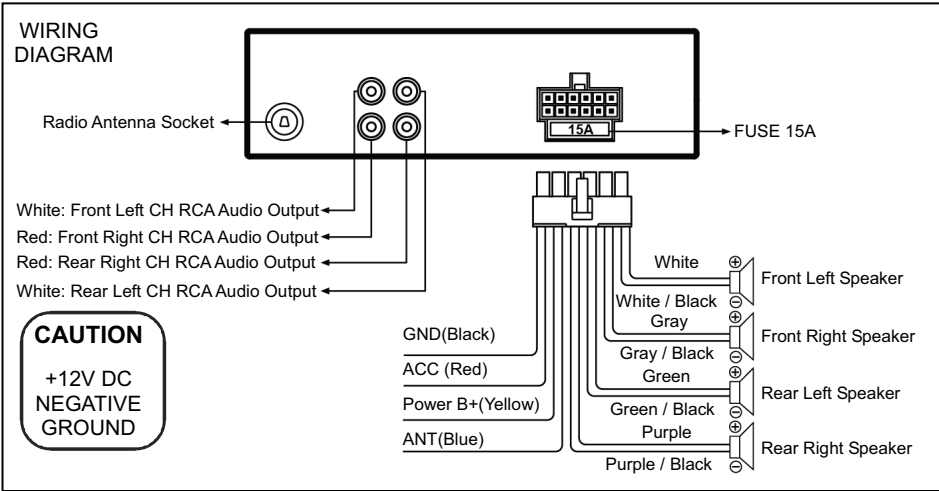 WIRING
DIAGRAM
Radio Antenna Socket
15A
FUSE 15A
White: Front Left CH RCA Audio Output
Red: Front Right CH RCA Audio Output
Red: Rear Right CH RCA Audio Output
White: Rear Left CH RCA Audio Output
CAUTION
+12V DC
NEGATIVE
GROUND
GND(Black)
ACC (Red)
Power B+(Yellow)
ANT(Blue)
White
⊕
Front Left Speaker
White / Black
⊖
Gray
⊕
Front Right Speaker
Gray / Black
⊖
Green
⊕
Rear Left Speaker
Green / Black
⊖
Purple
⊕
Rear Right Speaker
Purple / Black
⊖